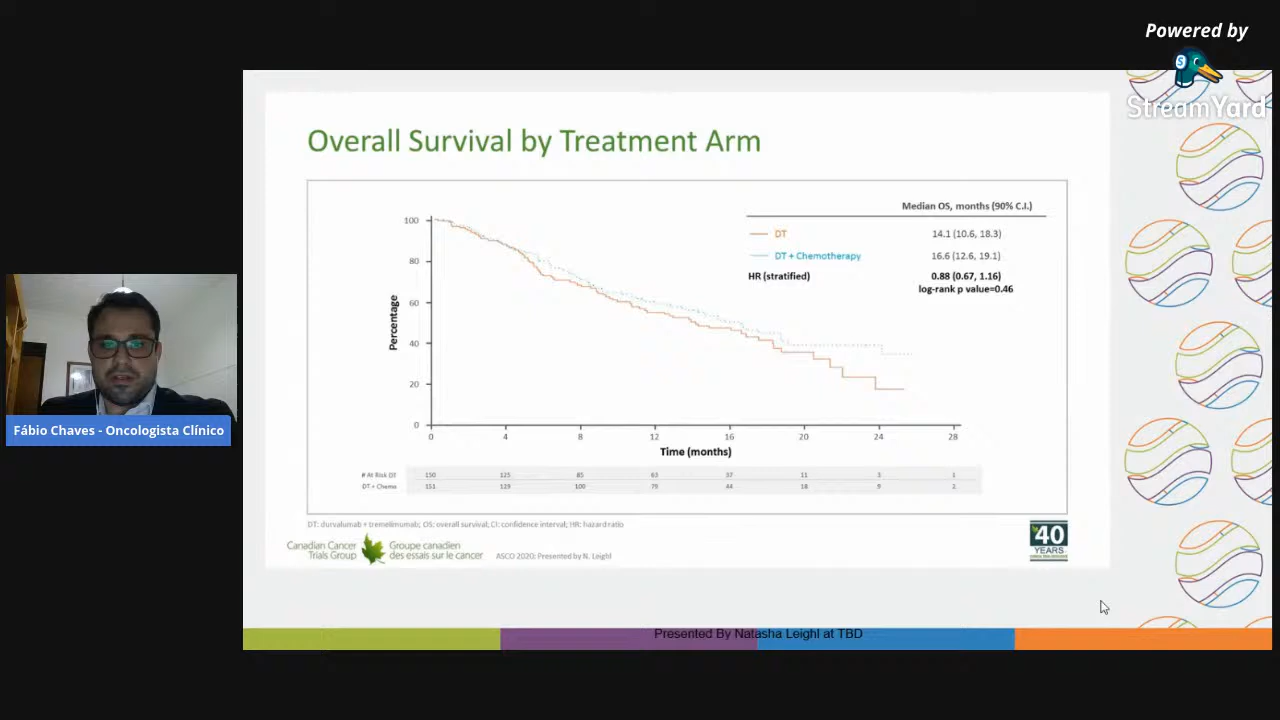 Powered by
StreamYard
Overall Survival by Treatment Arm
Median OS, months (90% C.I.)
DT 14.1 (10.6, 18.3)
DT + Chemotherapy 16.6 (12.6, 19.1)
HR (stratified) 0.88 (0.67, 1.16)
log-rank p value=0.46
Percentage
100
80
60
40
20
0
0 4 8 12 16 20 24 28
Time (months)
# At Risk DT 150 125 85 63 37 11 3 1
DT + Chemo 151 129 100 79 44 18 9 2
DT: durvalumab + tremelimumab; OS: overall survival; CI: confidence interval; HR: hazard ratio
Canadian Cancer
Trials Group
Groupe canadien
des essais sur le cancer
ASCO 2020; Presented by N. Leighl
40
YEARS
Presented By Natasha Leighl at TBD
Fábio Chaves - Oncologista Clínico